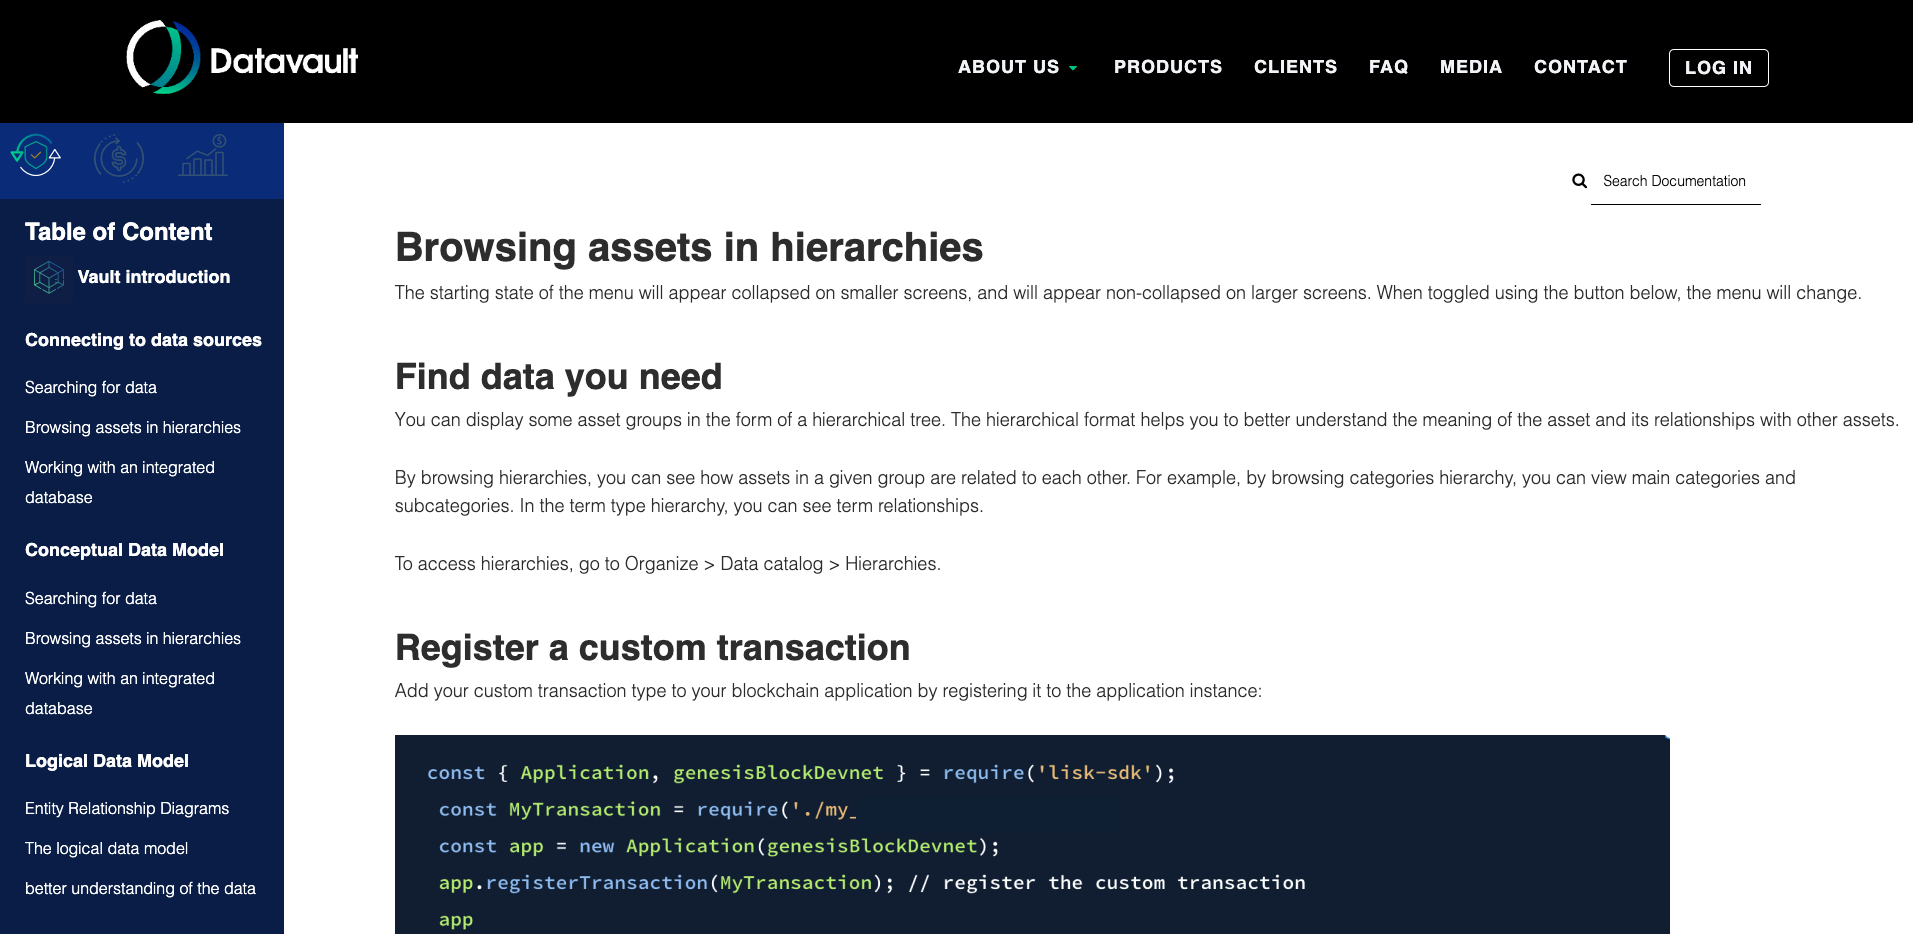 Datavault
ABOUT US
PRODUCTS
CLIENTS
FAQ
MEDIA
CONTACT
LOG IN
Search Documentation
Table of Content
Vault introduction
Connecting to data sources
Searching for data
Browsing assets in hierarchies
Working with an integrated
database
Conceptual Data Model
Searching for data
Browsing assets in hierarchies
Working with an integrated
database
Logical Data Model
Entity Relationship Diagrams
The logical data model
better understanding of the data
Browsing assets in hierarchies
The starting state of the menu will appear collapsed on smaller screens, and will appear non-collapsed on larger screens. When toggled using the button below, the menu will change.
Find data you need
You can display some asset groups in the form of a hierarchical tree. The hierarchical format helps you to better understand the meaning of the asset and its relationships with other assets.
By browsing hierarchies, you can see how assets in a given group are related to each other. For example, by browsing categories hierarchy, you can view main categories and
subcategories. In the term type hierarchy, you can see term relationships.
To access hierarchies, go to Organize > Data catalog > Hierarchies.
Register a custom transaction
Add your custom transaction type to your blockchain application by registering it to the application instance:
const { Application, genesisBlockDevnet } = require('lisk-sdk');
const MyTransaction = require('./my_
const app = new Application(genesisBlockDevnet);
app.registerTransaction(MyTransaction); // register the custom transaction
app